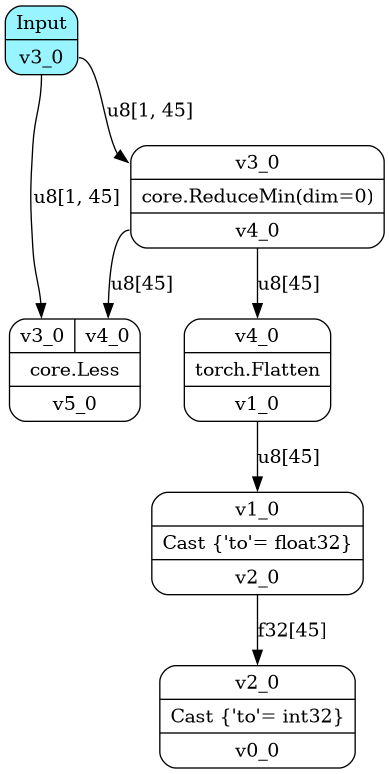 Input
v3_0
u8[1, 45]
u8[1, 45]
v3_0
core.ReduceMin(dim=0)
v4_0
u8[45]
u8[45]
v3_0 v4_0
core.Less
v5_0
v4_0
torch.Flatten
v1_0
u8[45]
v1_0
Cast {'to'= float32}
v2_0
f32[45]
v2_0
Cast {'to'= int32}
v0_0